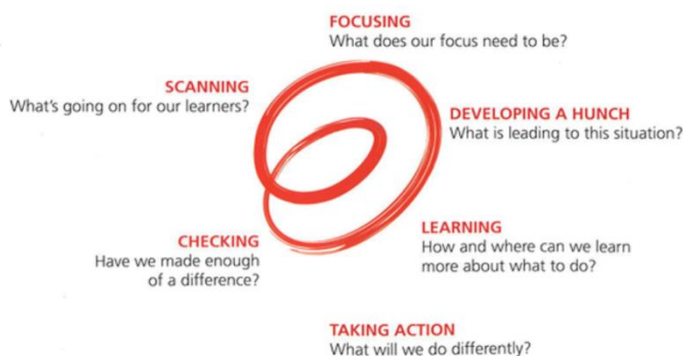 FOCUSING
What does our focus need to be?
SCANNING
What's going on for our learners?
DEVELOPING A HUNCH
What is leading to this situation?
LEARNING
How and where can we learn
more about what to do?
CHECKING
Have we made enough
of a difference?
TAKING ACTION
What will we do differently?